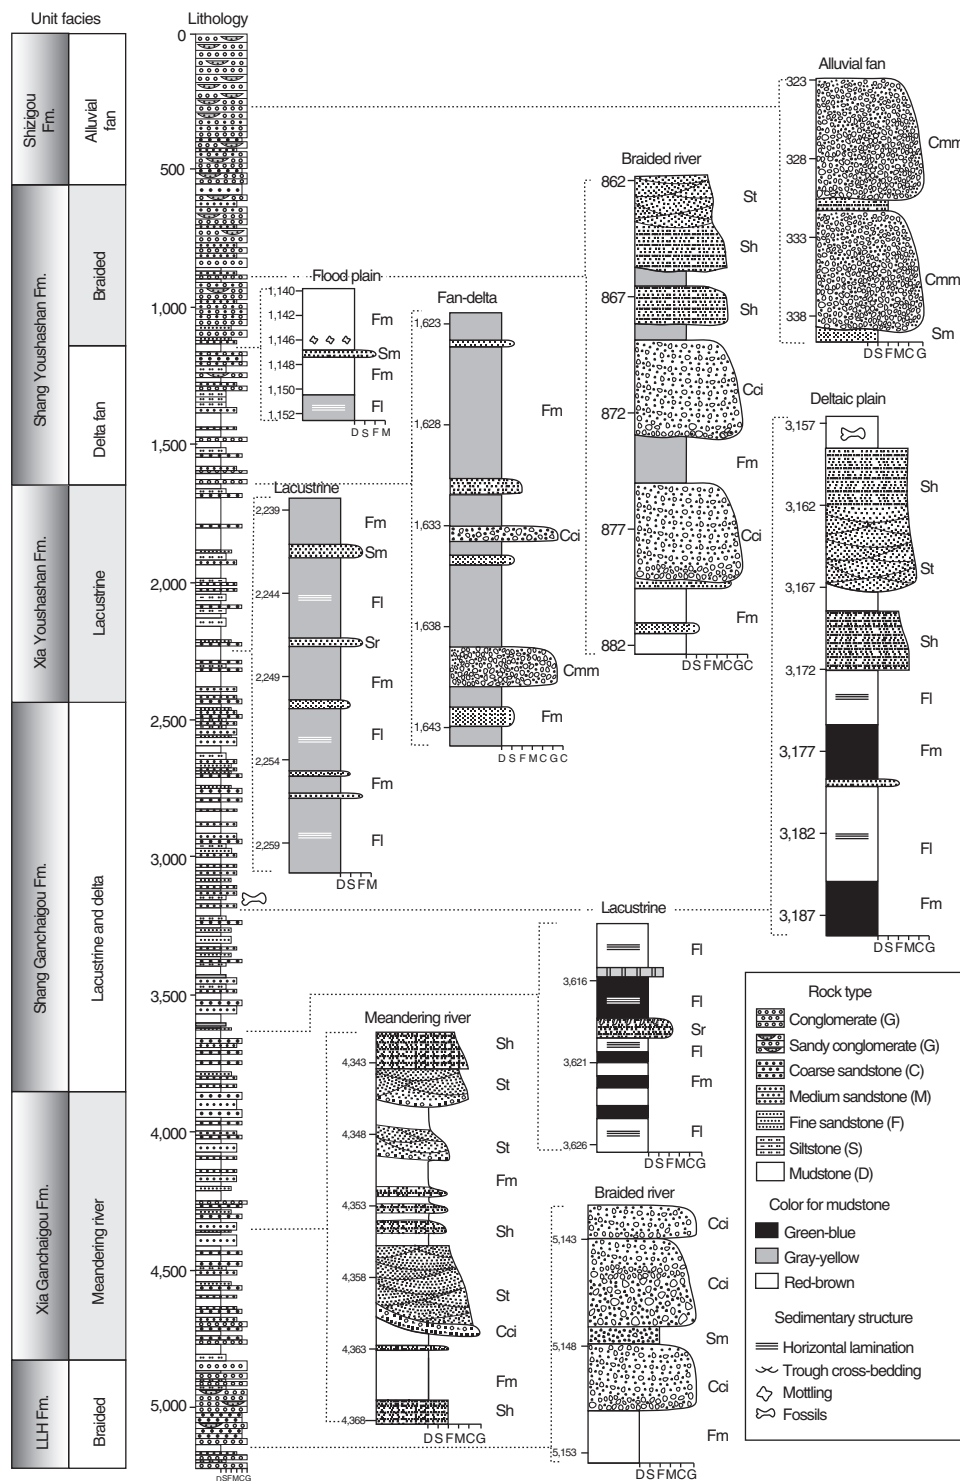 Unit facies
Lithology
Shizigou Fm.
Alluvial fan
Shang Youshashan Fm.
Braided
Delta fan
Xia Youshashan Fm.
Lacustrine
Shang Ganchaigou Fm.
Lacustrine and delta
Xia Ganchaigou Fm.
Meandering river
LLH Fm.
Braided
0
500
1,000
1,500
2,000
2,500
3,000
3,500
4,000
4,500
5,000
DSFMCG
Flood plain
1,140
1,142
1,146
1,148
1,150
1,152
Fm
Sm
Fm
Fl
D S F M
Lacustrine
2,239
2,244
2,249
2,254
2,259
Fm
Sm
Fl
Sr
Fm
Fl
Fm
Fl
D S F M
Fan-delta
1,623
1,628
1,633
1,638
1,643
Fm
Cci
Cmm
Fm
D S F M C G C
Braided river
862
867
872
877
882
St
Sh
Sh
Cci
Fm
Cci
Fm
D S F M C G C
Alluvial fan
323
328
333
338
Cmm
Cmm
Sm
D S F M C G
Deltaic plain
3,157
3,162
3,167
3,172
3,177
3,182
3,187
Sh
St
Sh
Fl
Fm
Fl
Fm
D S F M C G
Lacustrine
3,616
3,621
3,626
Fl
Fl
Sr
Fl
Fm
Fl
D S F M C G
Meandering river
4,343
4,348
4,353
4,358
4,363
4,368
Sh
St
St
Fm
Sh
St
Cci
Fm
Sh
D S F M C G
Braided river
5,143
5,148
5,153
Cci
Cci
Sm
Cci
Fm
D S F M C G
Rock type
Conglomerate (G)
Sandy conglomerate (G)
Coarse sandstone (C)
Medium sandstone (M)
Fine sandstone (F)
Siltstone (S)
Mudstone (D)
Color for mudstone
Green-blue
Gray-yellow
Red-brown
Sedimentary structure
Horizontal lamination
Trough cross-bedding
Mottling
Fossils